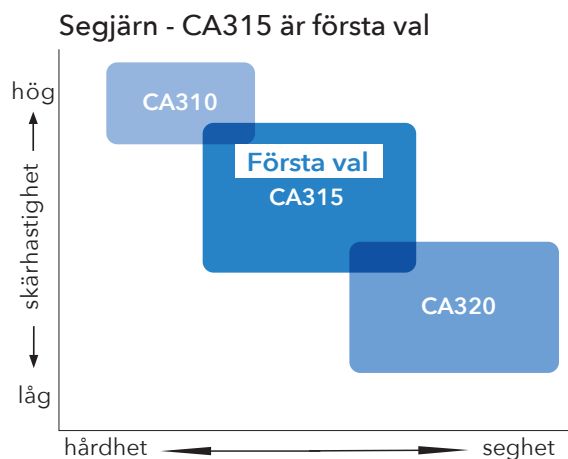 Segjärn - CA315 är första val
hög
CA310
Första val
CA315
skärhastighet
CA320
låg
hårdhet
seghet